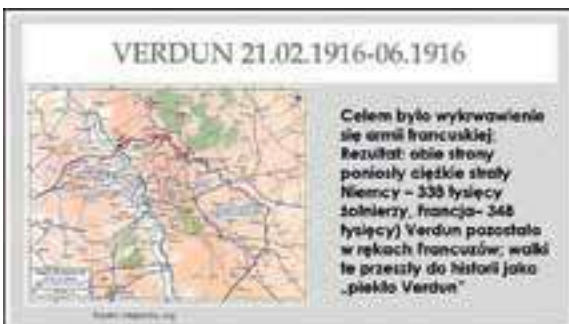 VERDUN 21.02.1916-06.1916
Celem było wykrwawienie
się armii francuskiej;
Rezultat: obie strony
poniosły ciężkie straty
Niemcy – 338 tysięcy
żołnierzy, Francja– 348
tysięcy) Verdun pozostało
w rękach Francuzów; walki
te przeszły do historii jako
„piekło Verdun”